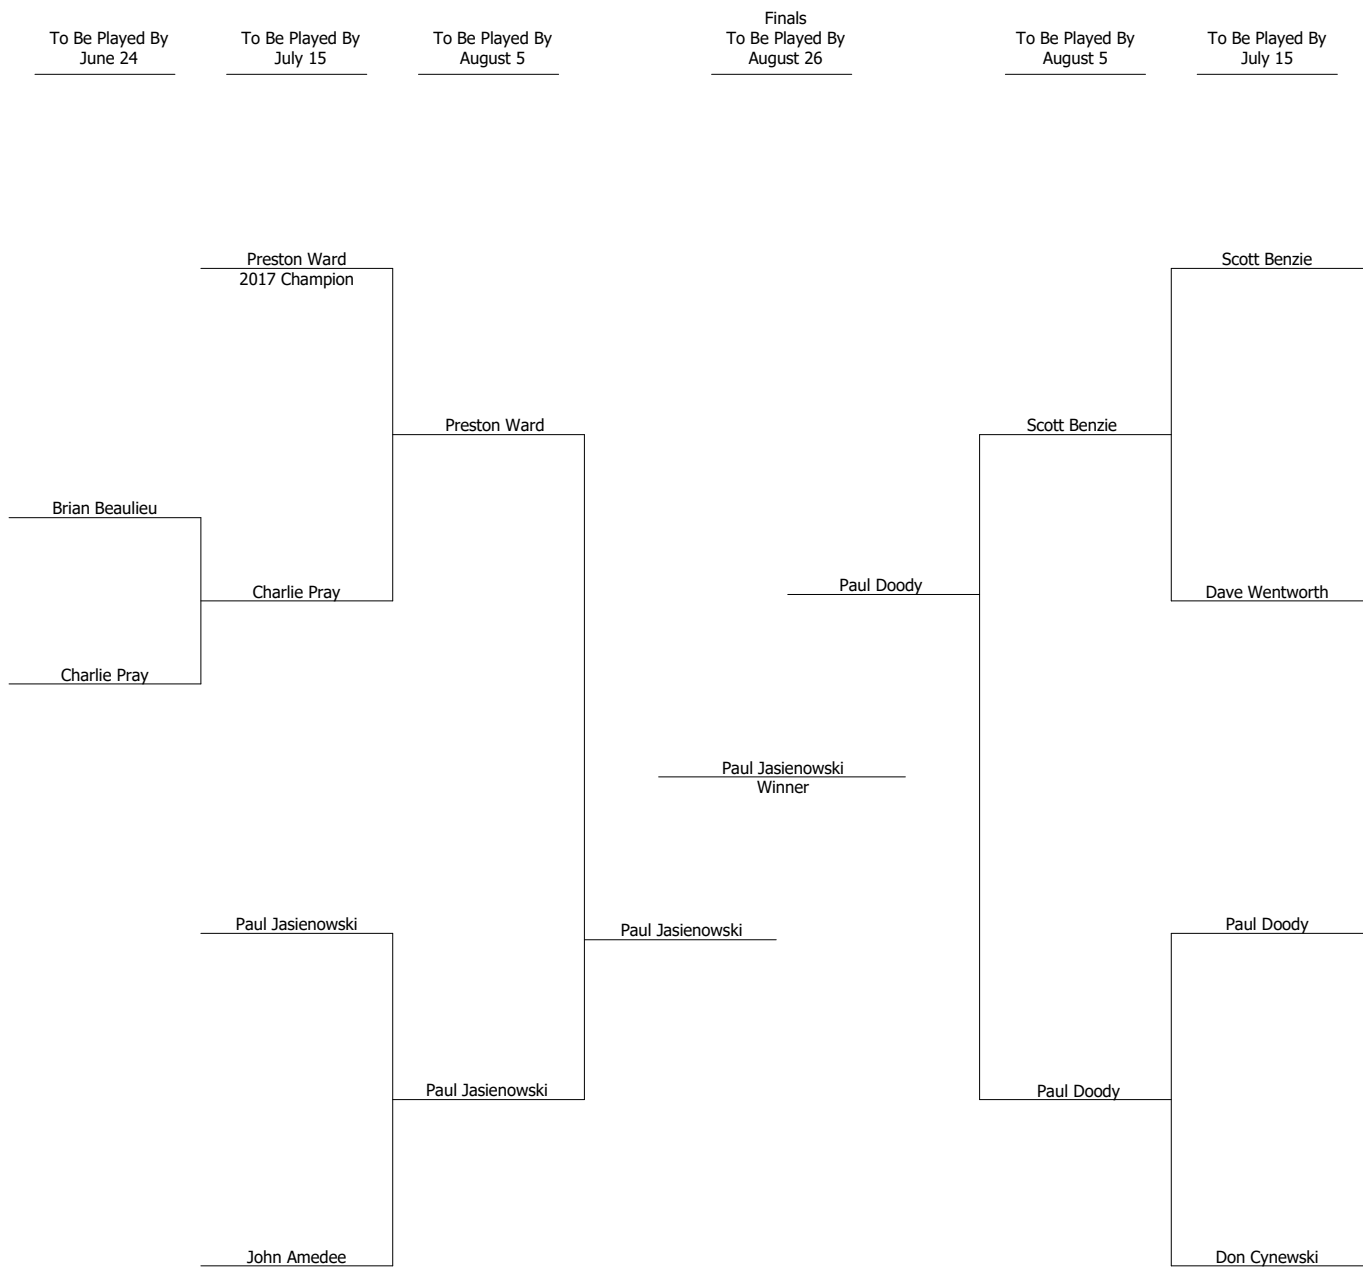 Finals
To Be Played By
June 24
To Be Played By
July 15
To Be Played By
August 5
To Be Played By
August 26
To Be Played By
August 5
To Be Played By
July 15
Preston Ward
2017 Champion
Scott Benzie
Preston Ward
Scott Benzie
Brian Beaulieu
Charlie Pray
Paul Doody
Dave Wentworth
Charlie Pray
Paul Jasienowski
Winner
Paul Jasienowski
Paul Jasienowski
Paul Doody
Paul Jasienowski
Paul Doody
John Amedee
Don Cynewski